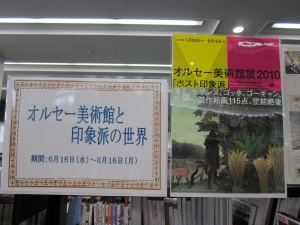 オルセー美術館と
印象派の世界
期間：6月16日(水)～8月16日(月)
オルセー美術館展2010
「ポスト印象派」
ゴッホ、ゴーギャン
傑作絵画115点、空前絶後